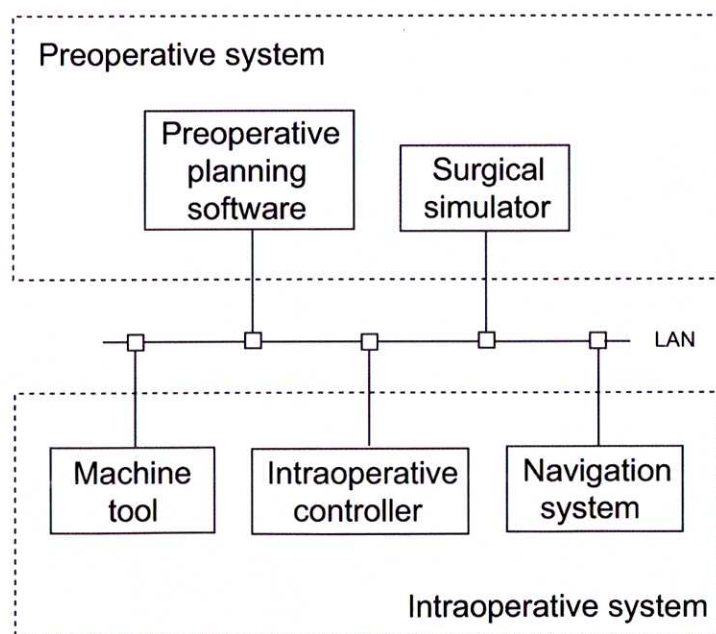 Preoperative system
Preoperative
planning
software
Surgical
simulator
LAN
Machine
tool
Intraoperative
controller
Navigation
system
Intraoperative system